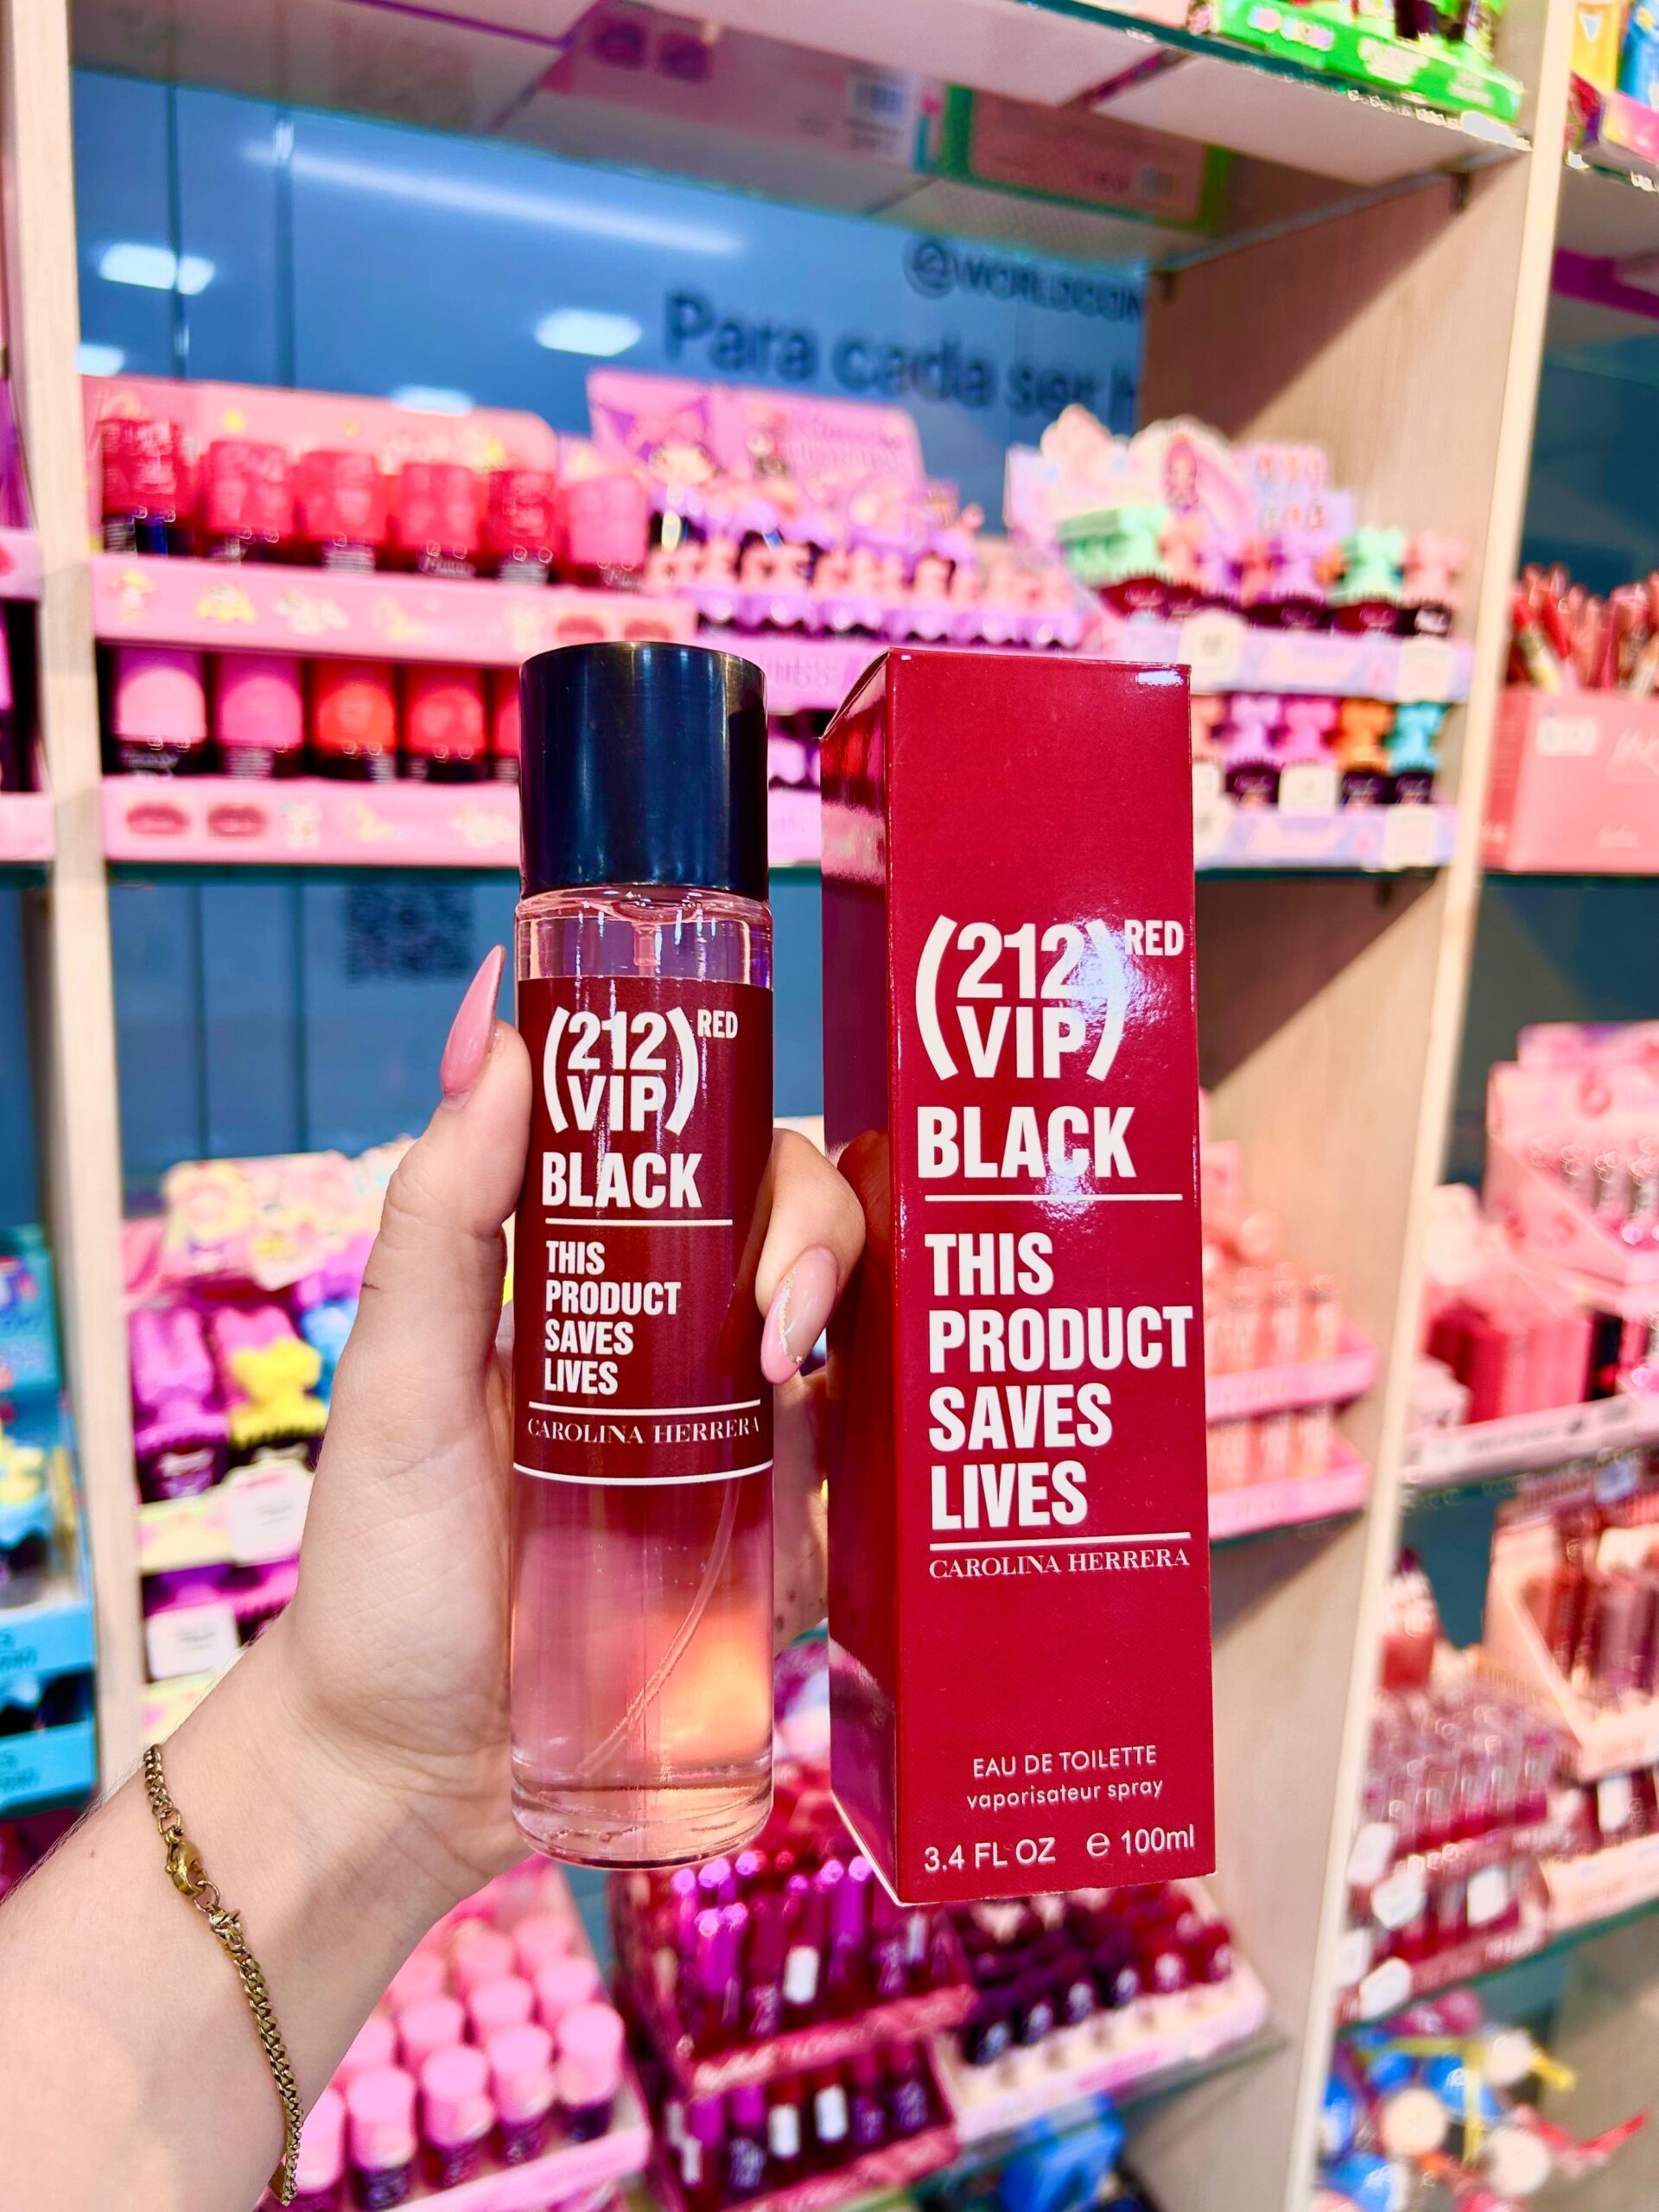 @WORLDCOIN
Para cada ser h
(212)RED
VIP
BLACK
THIS
PRODUCT
SAVES
LIVES
CAROLINA HERRERA
(212)RED
VIP
BLACK
THIS
PRODUCT
SAVES
LIVES
CAROLINA HERRERA
EAU DE TOILETTE
vaporisateur spray
3.4 FL OZ e 100ml